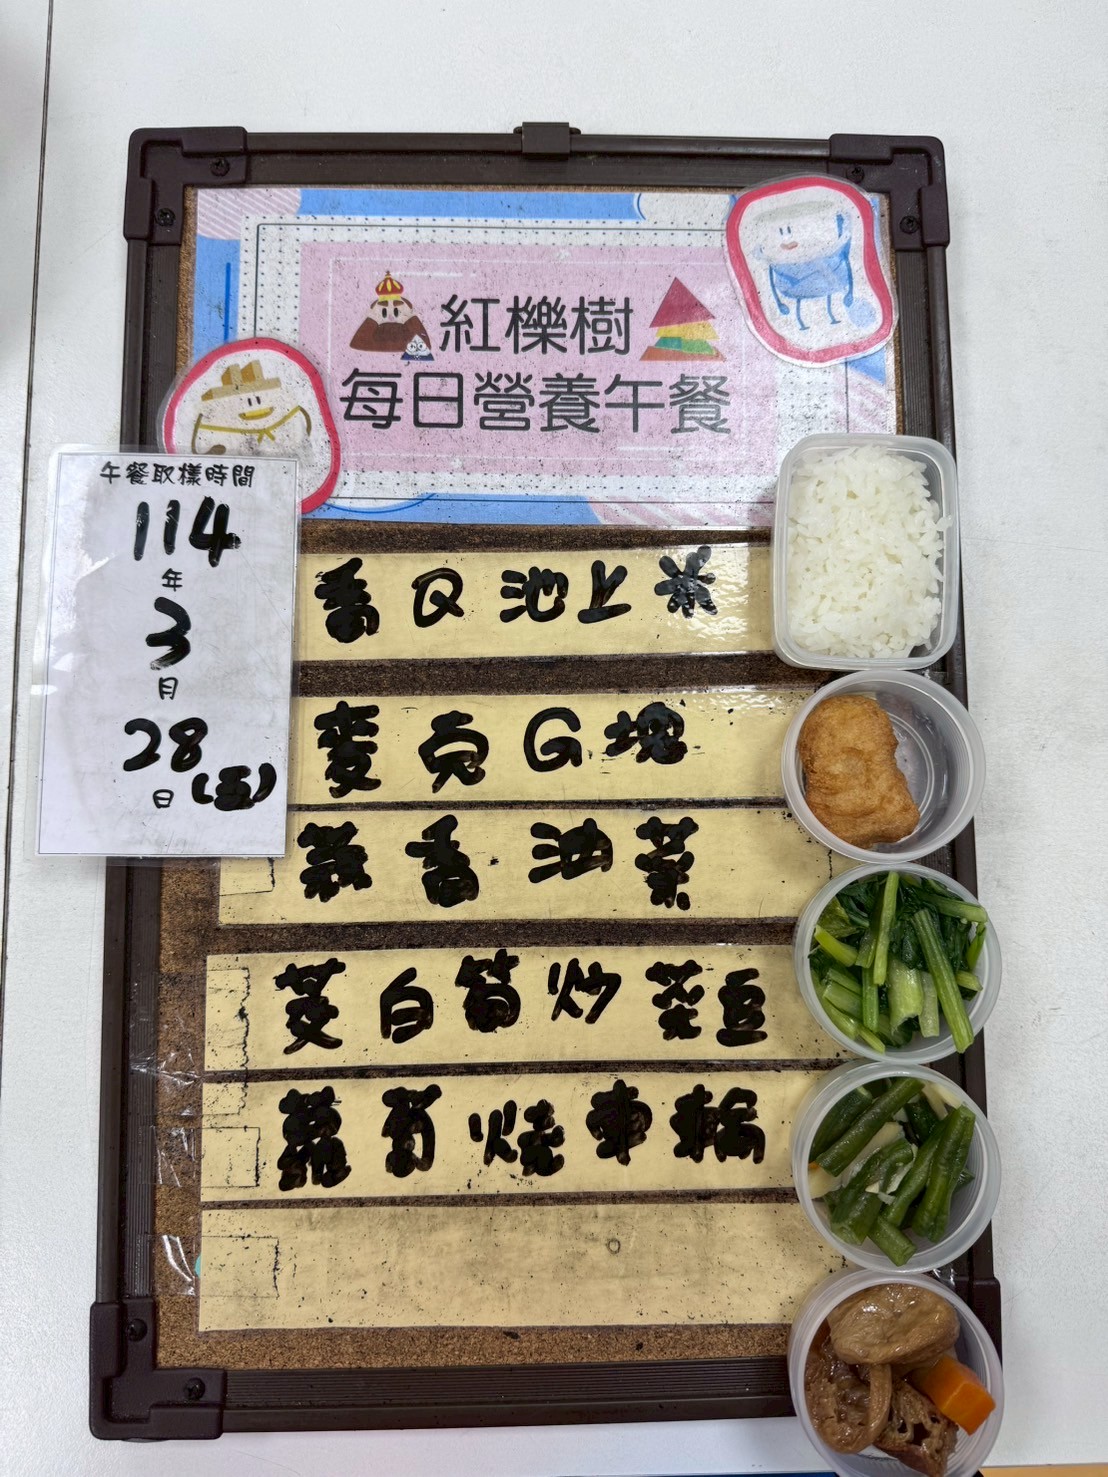 紅櫟樹
每日營養午餐
午餐取樣時間
114
年
3
月
28
日(五)
香Q池上米
麥克G塊
蒜香油菜
茭白筍炒菜豆
蘿蔔燒車輪